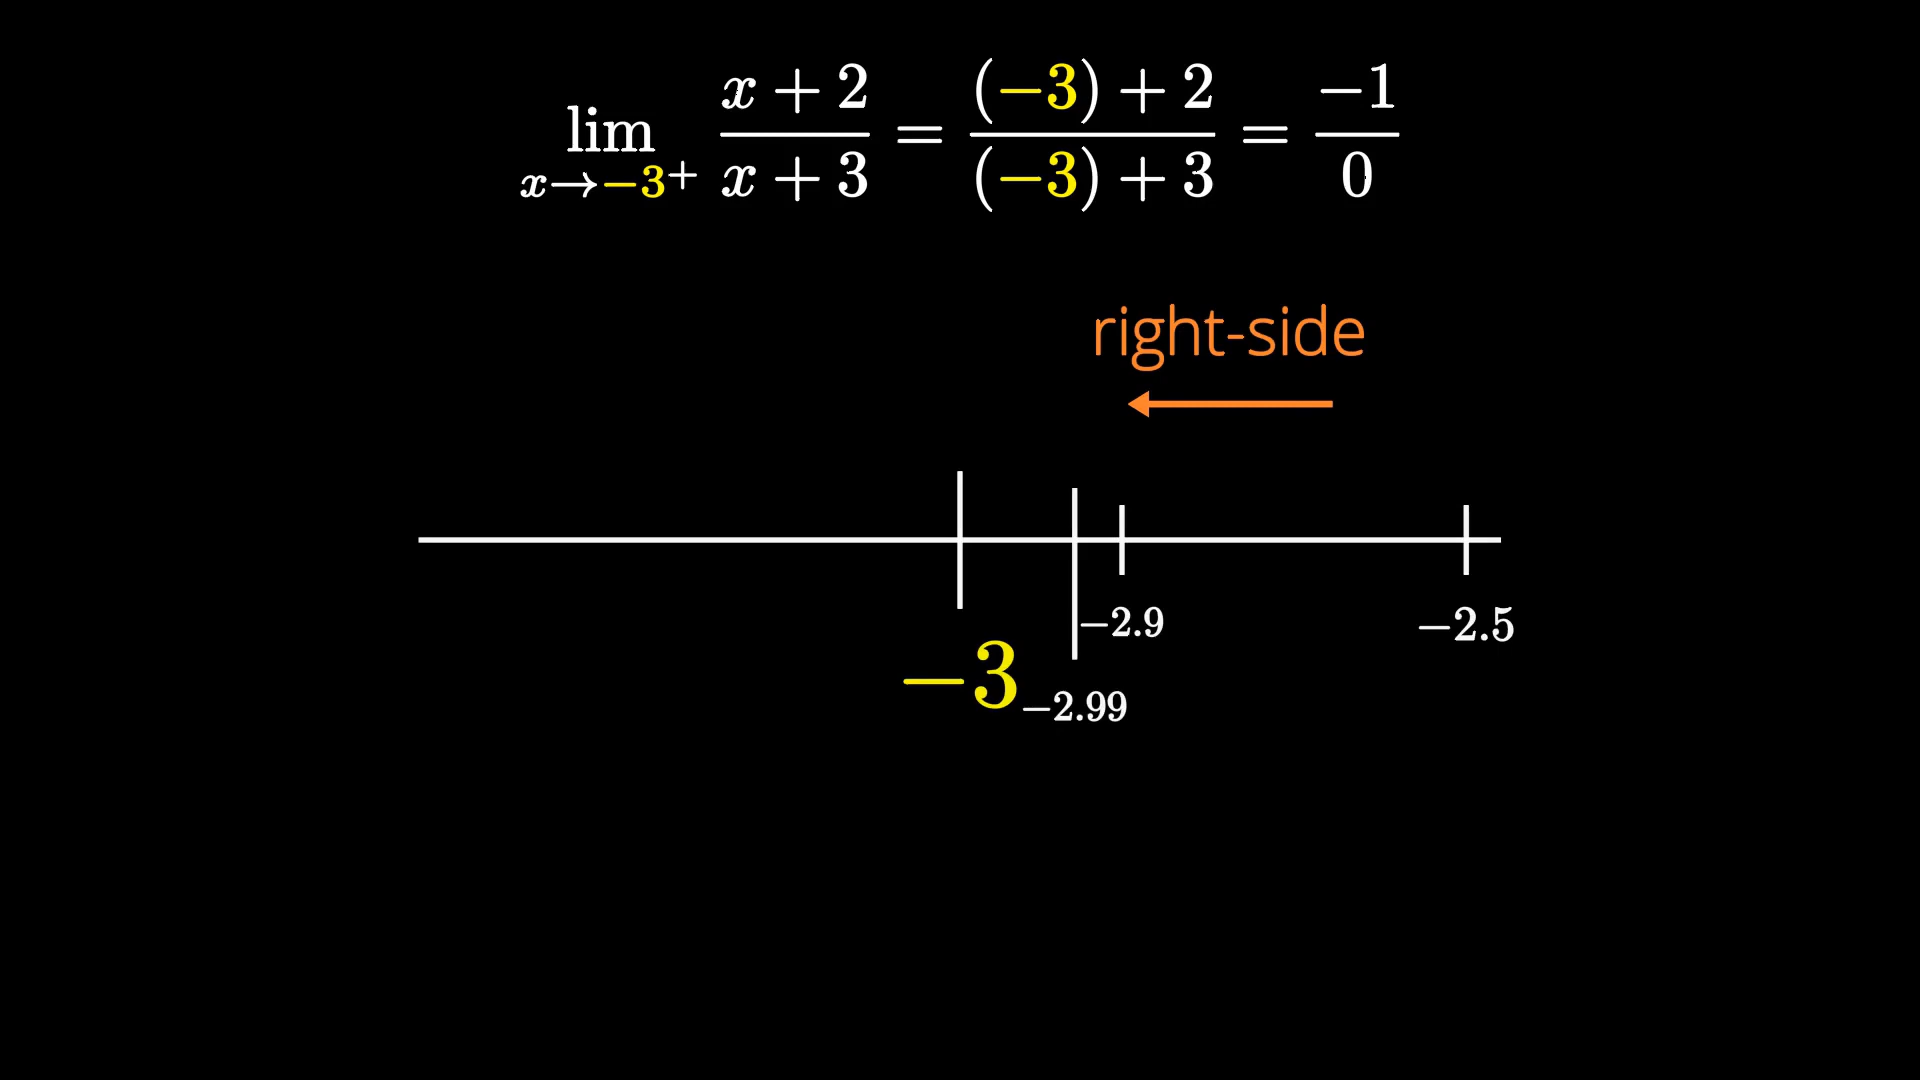 lim x→−3⁺ x + 2 / x + 3 = (−3) + 2 / (−3) + 3 = −1 / 0
right-side
−2.9 −2.5
−3 −2.99